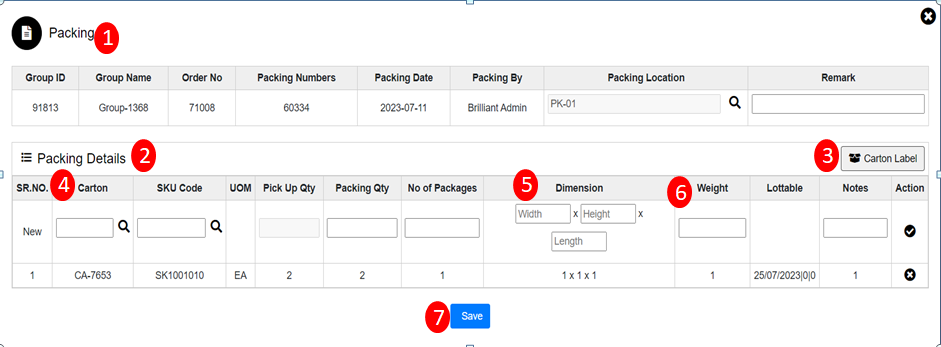 Packing 1
Group ID Group Name Order No Packing Numbers Packing Date Packing By Packing Location Remark
91813 Group-1368 71008 60334 2023-07-11 Brilliant Admin PK-01
Packing Details 2 3 Carton Label
SR.NO. 4 Carton SKU Code UOM Pick Up Qty Packing Qty No of Packages 5 Dimension 6 Weight Lottable Notes Action
New Width x Height x
Length
1 CA-7653 SK1001010 EA 2 2 1 1 x 1 x 1 1 25/07/2023|0|0 1
7 Save